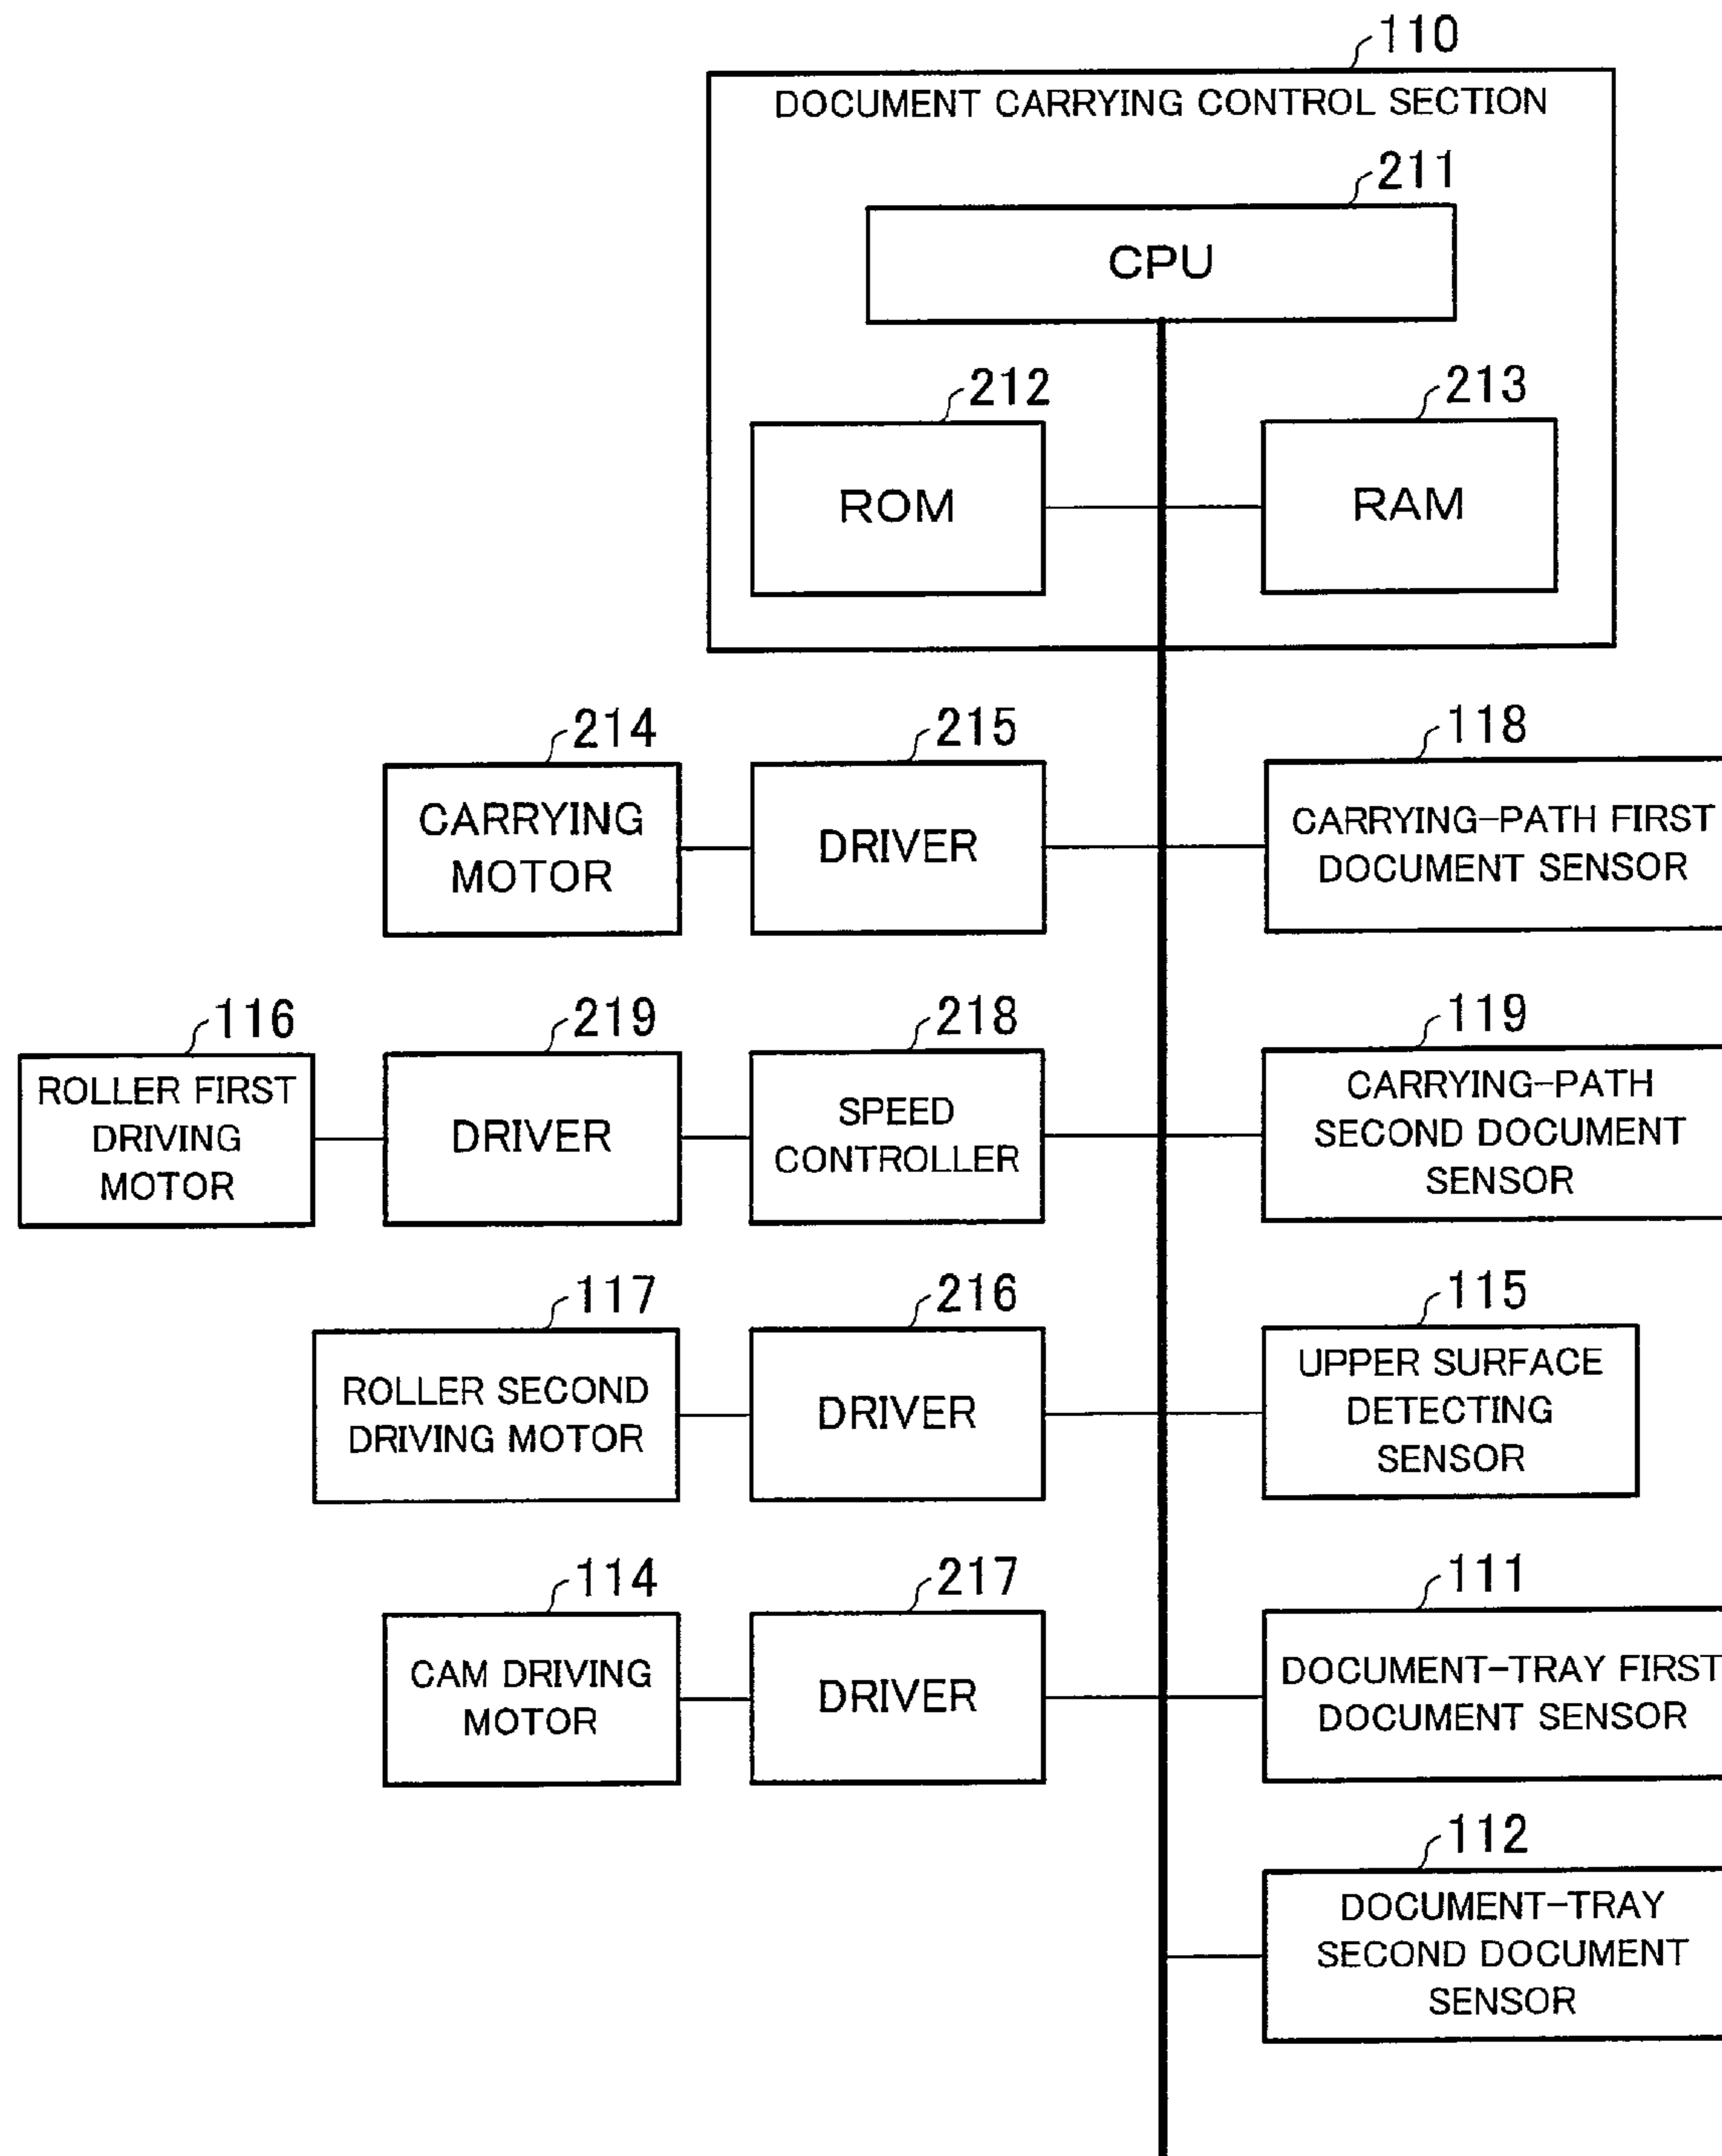 110
DOCUMENT CARRYING CONTROL SECTION
211
CPU
212
ROM
213
RAM
214
CARRYING
MOTOR
215
DRIVER
118
CARRYING-PATH FIRST
DOCUMENT SENSOR
116
ROLLER FIRST
DRIVING
MOTOR
219
DRIVER
218
SPEED
CONTROLLER
119
CARRYING-PATH
SECOND DOCUMENT
SENSOR
117
ROLLER SECOND
DRIVING MOTOR
216
DRIVER
115
UPPER SURFACE
DETECTING
SENSOR
114
CAM DRIVING
MOTOR
217
DRIVER
111
DOCUMENT-TRAY FIRST
DOCUMENT SENSOR
112
DOCUMENT-TRAY
SECOND DOCUMENT
SENSOR